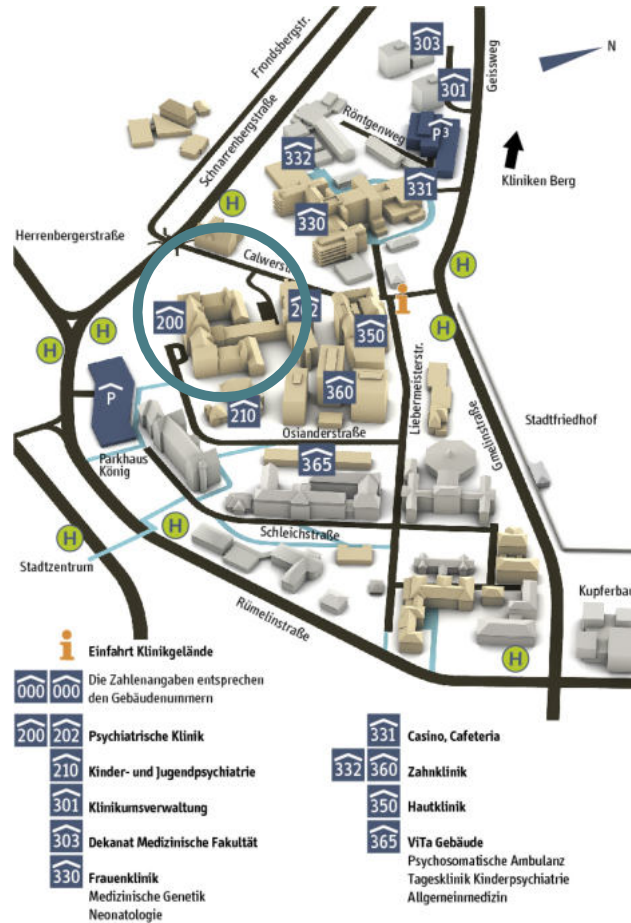 303
Frondsbergstr.
Geissweg
N
301
Schnarrenbergstraße
Röntgenweg
P3
332
Kliniken Berg
331
H
330
Herrenbergerstraße
Calwerstr
H
i
200
202
H
H
350
H
Liebermeisterstr.
P
P
360
Gmelinstraße
210
Stadtfriedhof
Osianderstraße
Parkhaus
König
365
H
H
Schleichstraße
Stadtzentrum
Rümelinstraße
Kupferbau
H
i Einfahrt Klinikgelände
000 000 Die Zahlenangaben entsprechen
den Gebäudenummern
200 202 Psychiatrische Klinik
210 Kinder- und Jugendpsychiatrie
301 Klinikumsverwaltung
303 Dekanat Medizinische Fakultät
330 Frauenklinik
Medizinische Genetik
Neonatologie
331 Casino, Cafeteria
332 360 Zahnklinik
350 Hautklinik
365 ViTa Gebäude
Psychosomatische Ambulanz
Tagesklinik Kinderpsychiatrie
Allgemeinmedizin